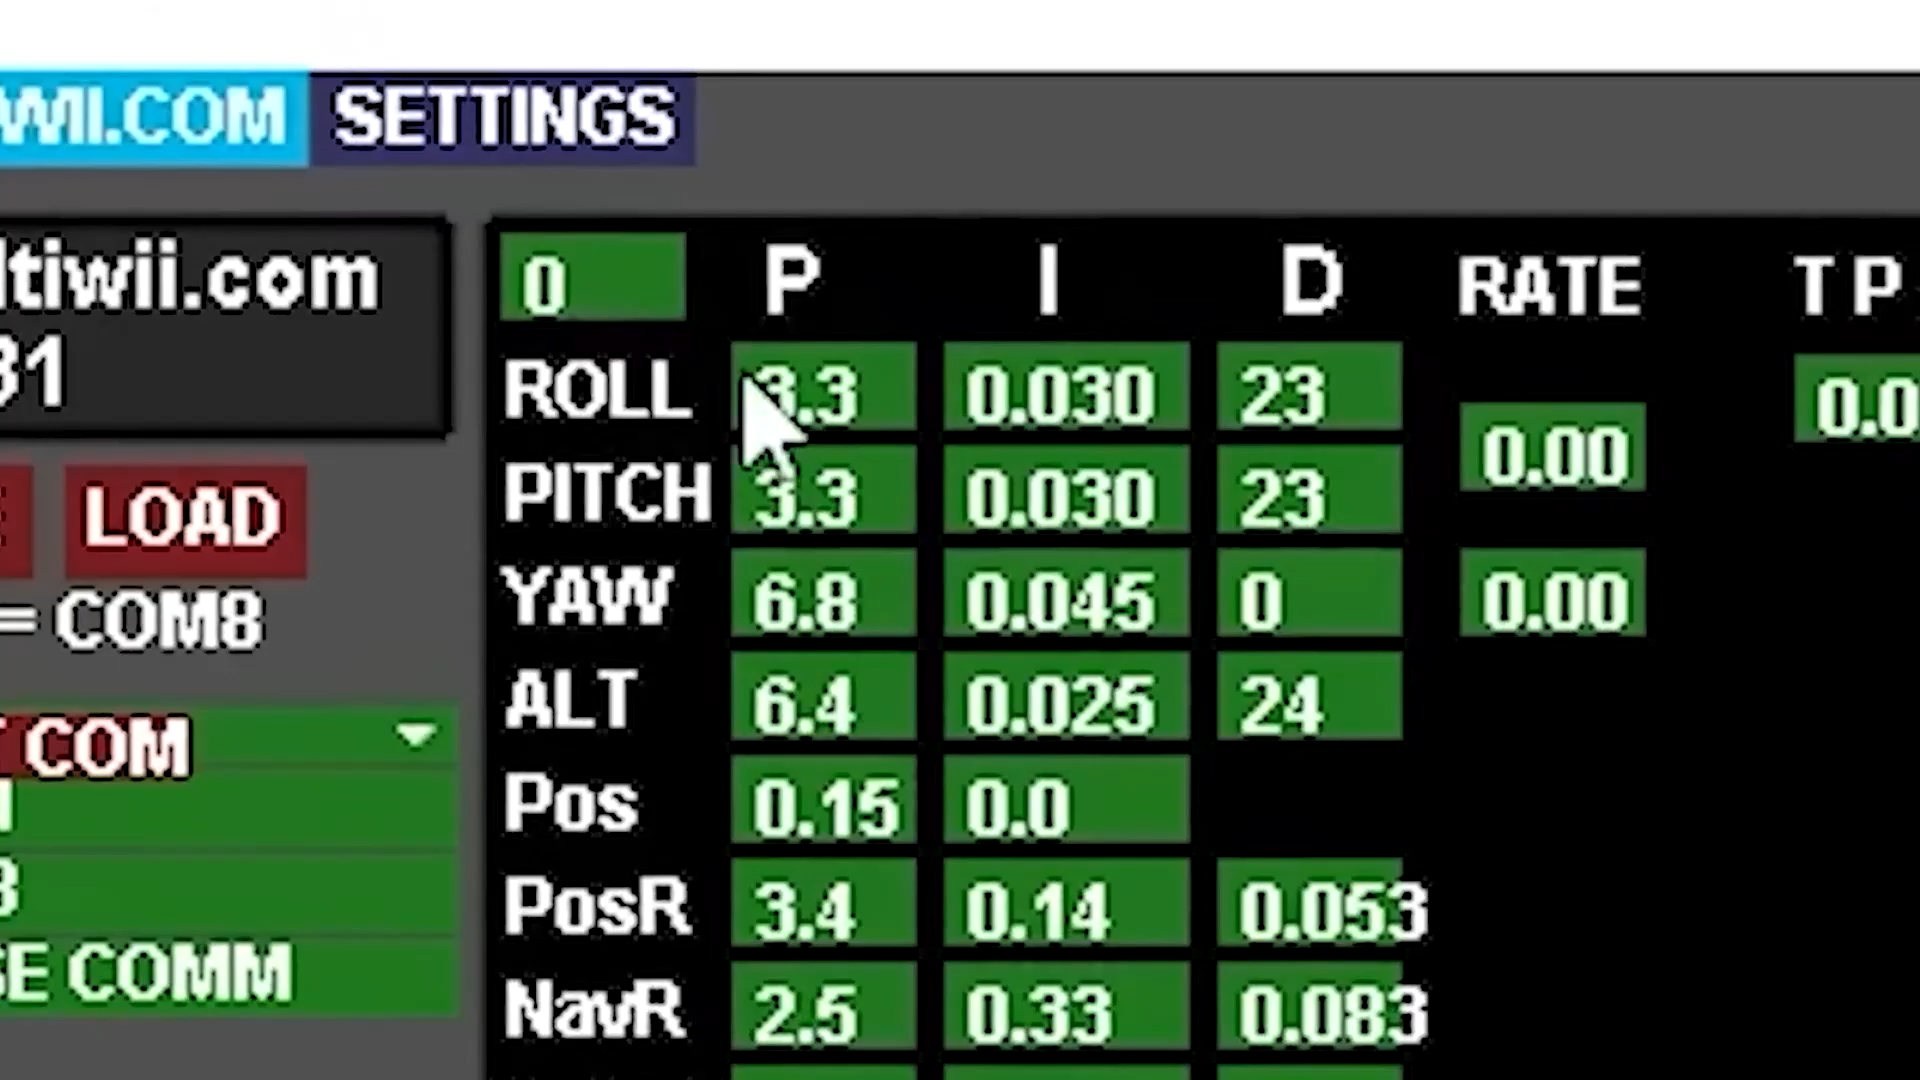 WII.COM SETTINGS
ltiwii.com
31
LOAD
= COM8
COM
SE COMM
0 P I D RATE T P
ROLL 3.3 0.030 23 0.00 0.0
PITCH 3.3 0.030 23
YAW 6.8 0.045 0 0.00
ALT 6.4 0.025 24
Pos 0.15 0.0
PosR 3.4 0.14 0.053
NavR 2.5 0.33 0.083